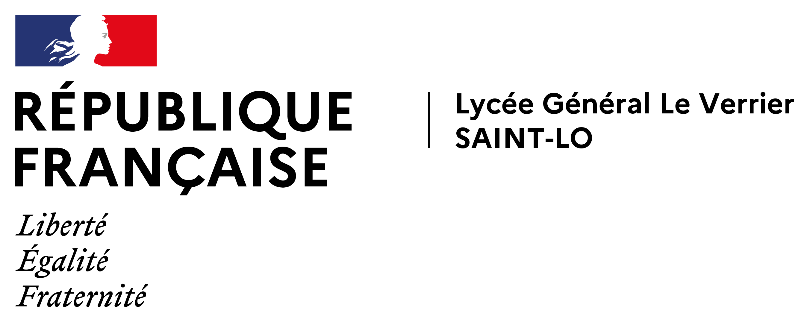 RÉPUBLIQUE
FRANÇAISE
Liberté
Égalité
Fraternité
Lycée Général Le Verrier
SAINT-LO